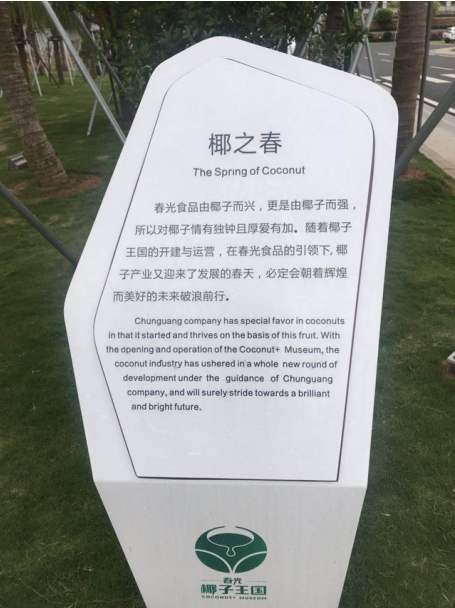 椰之春
The Spring of Coconut
春光食品由椰子而兴，更是由椰子而强，
所以对椰子情有独钟且厚爱有加。随着椰子
王国的开建与运营，在春光食品的引领下, 椰
子产业又迎来了发展的春天，必定会朝着辉煌
而美好的未来破浪前行。
Chunguang company has special favor in coconuts
in that it started and thrives on the basis of this fruit. With
the opening and operation of the Coconut+ Museum, the
coconut industry has ushered in a whole new round of
development under the guidance of Chunguang
company, and will surely stride towards a brilliant
and bright future.
春光
椰子王国
COCONUT+ MUSEUM